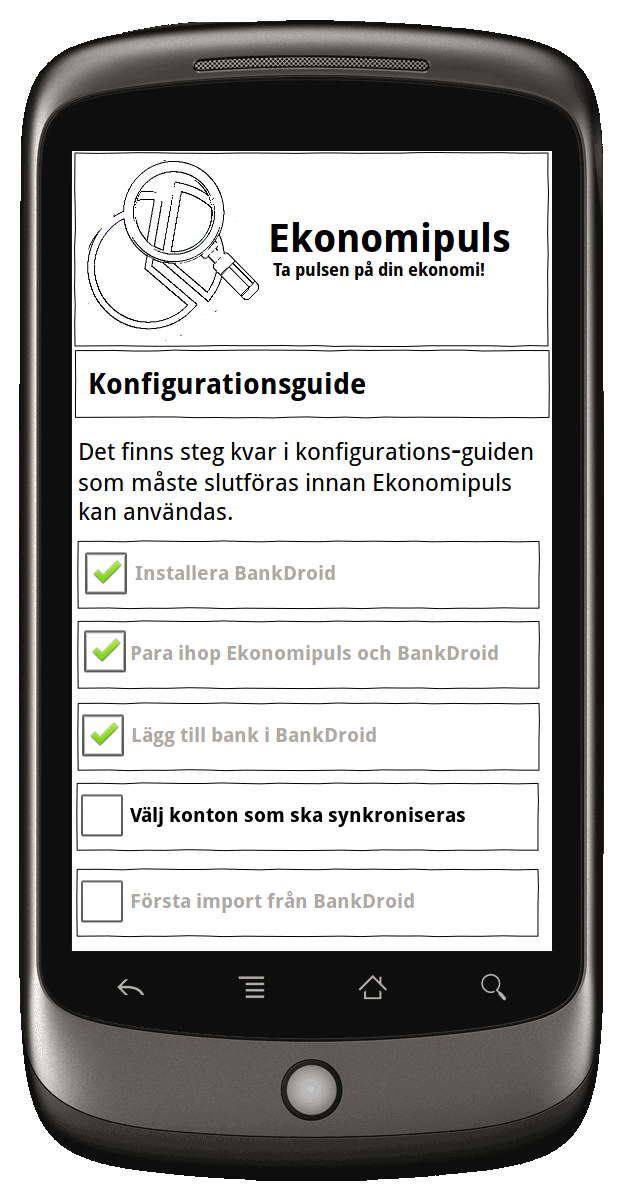 Ekonomipuls
Ta pulsen på din ekonomi!
Konfigurationsguide
Det finns steg kvar i konfigurations-guiden
som måste slutföras innan Ekonomipuls
kan användas.
Installera BankDroid
Para ihop Ekonomipuls och BankDroid
Lägg till bank i BankDroid
Välj konton som ska synkroniseras
Första import från BankDroid